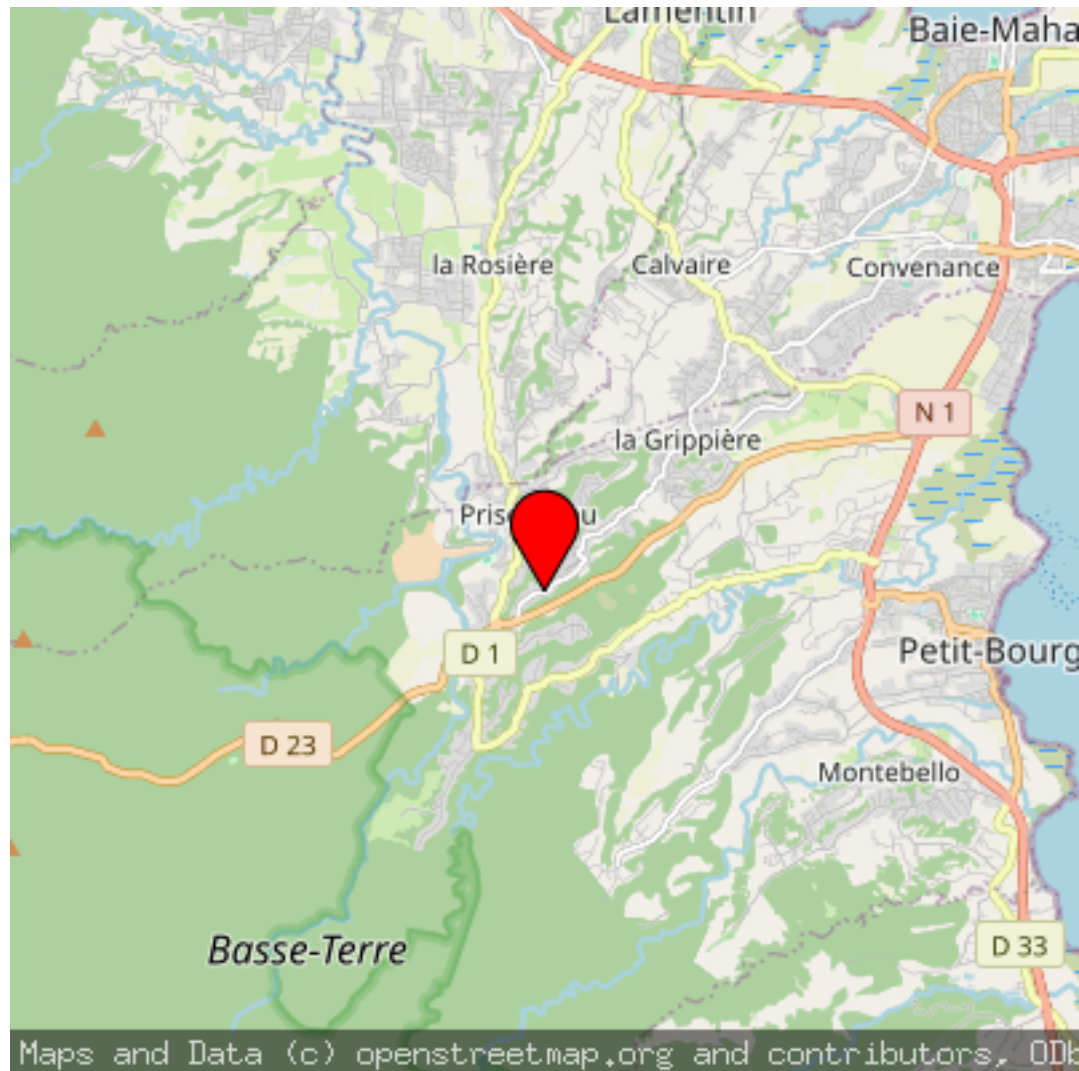 Lamentin
Baie-Maha
la Rosière
Calvaire
Convenance
N 1
la Grippière
D 1
Petit-Bourg
D 23
Montebello
Basse-Terre
D 33
Maps and Data (c) openstreetmap.org and contributors, ODb